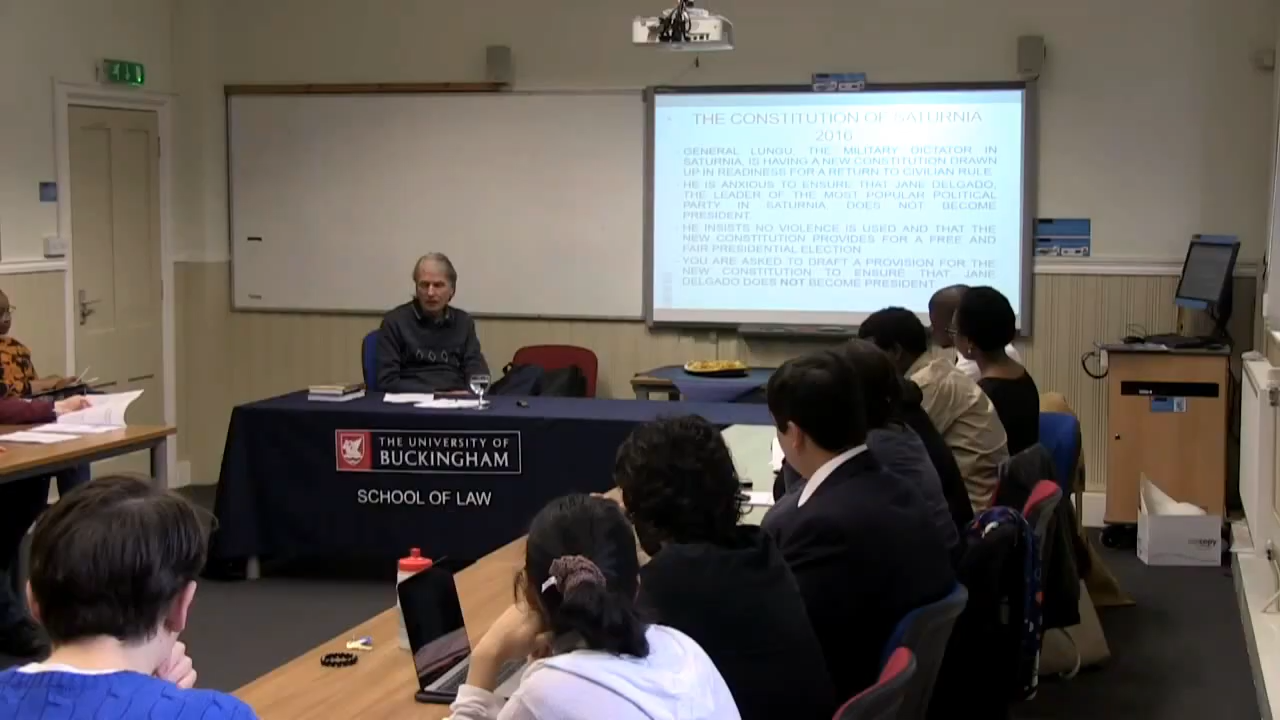 THE CONSTITUTION OF SATURNIA
2016
GENERAL LUNGU, THE MILITARY DICTATOR IN
SATURNIA, IS HAVING A NEW CONSTITUTION DRAWN
UP IN READINESS FOR A RETURN TO CIVILIAN RULE
HE IS ANXIOUS TO ENSURE THAT JANE DELGADO,
THE LEADER OF THE MOST POPULAR POLITICAL
PARTY IN SATURNIA, DOES NOT BECOME
PRESIDENT.
HE INSISTS NO VIOLENCE IS USED AND THAT THE
NEW CONSTITUTION PROVIDES FOR A FREE AND
FAIR PRESIDENTIAL ELECTION
YOU ARE ASKED TO DRAFT A PROVISION FOR THE
NEW CONSTITUTION TO ENSURE THAT JANE
DELGADO DOES NOT BECOME PRESIDENT
THE UNIVERSITY OF
BUCKINGHAM
SCHOOL OF LAW